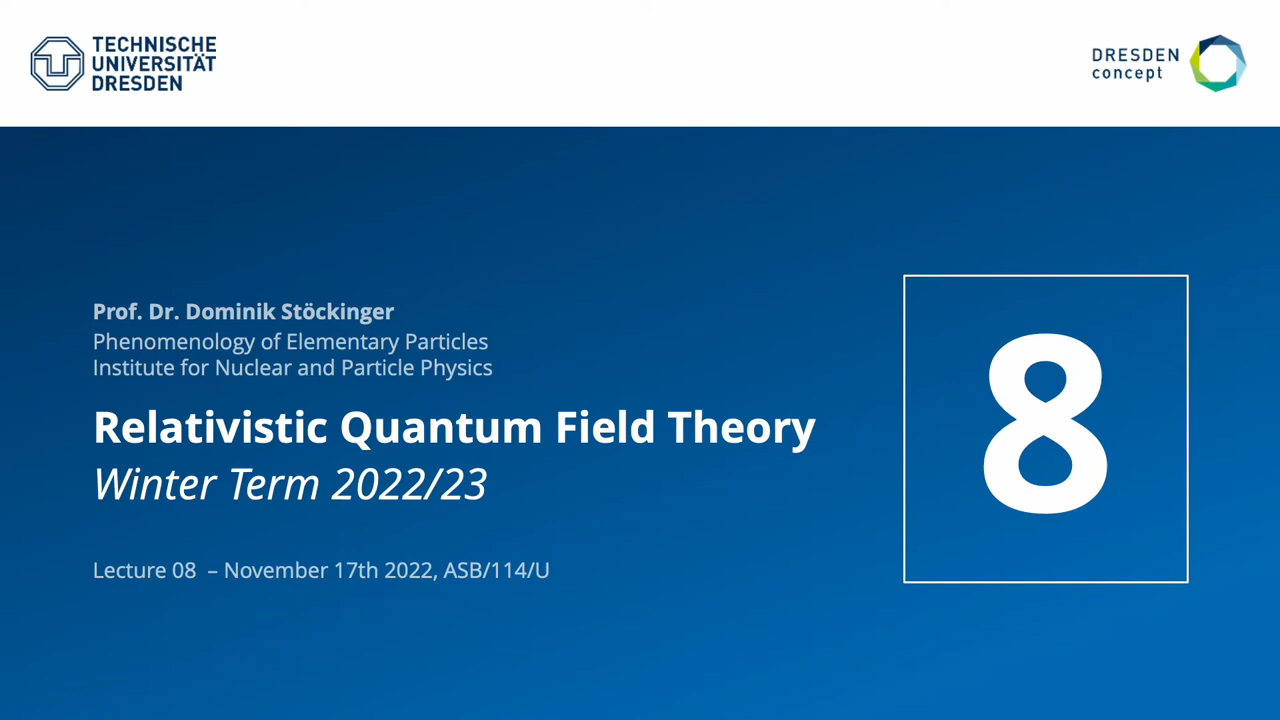 TECHNISCHE
UNIVERSITÄT
DRESDEN
DRESDEN
concept
Prof. Dr. Dominik Stöckinger
Phenomenology of Elementary Particles
Institute for Nuclear and Particle Physics
Relativistic Quantum Field Theory
Winter Term 2022/23
Lecture 08 – November 17th 2022, ASB/114/U
8